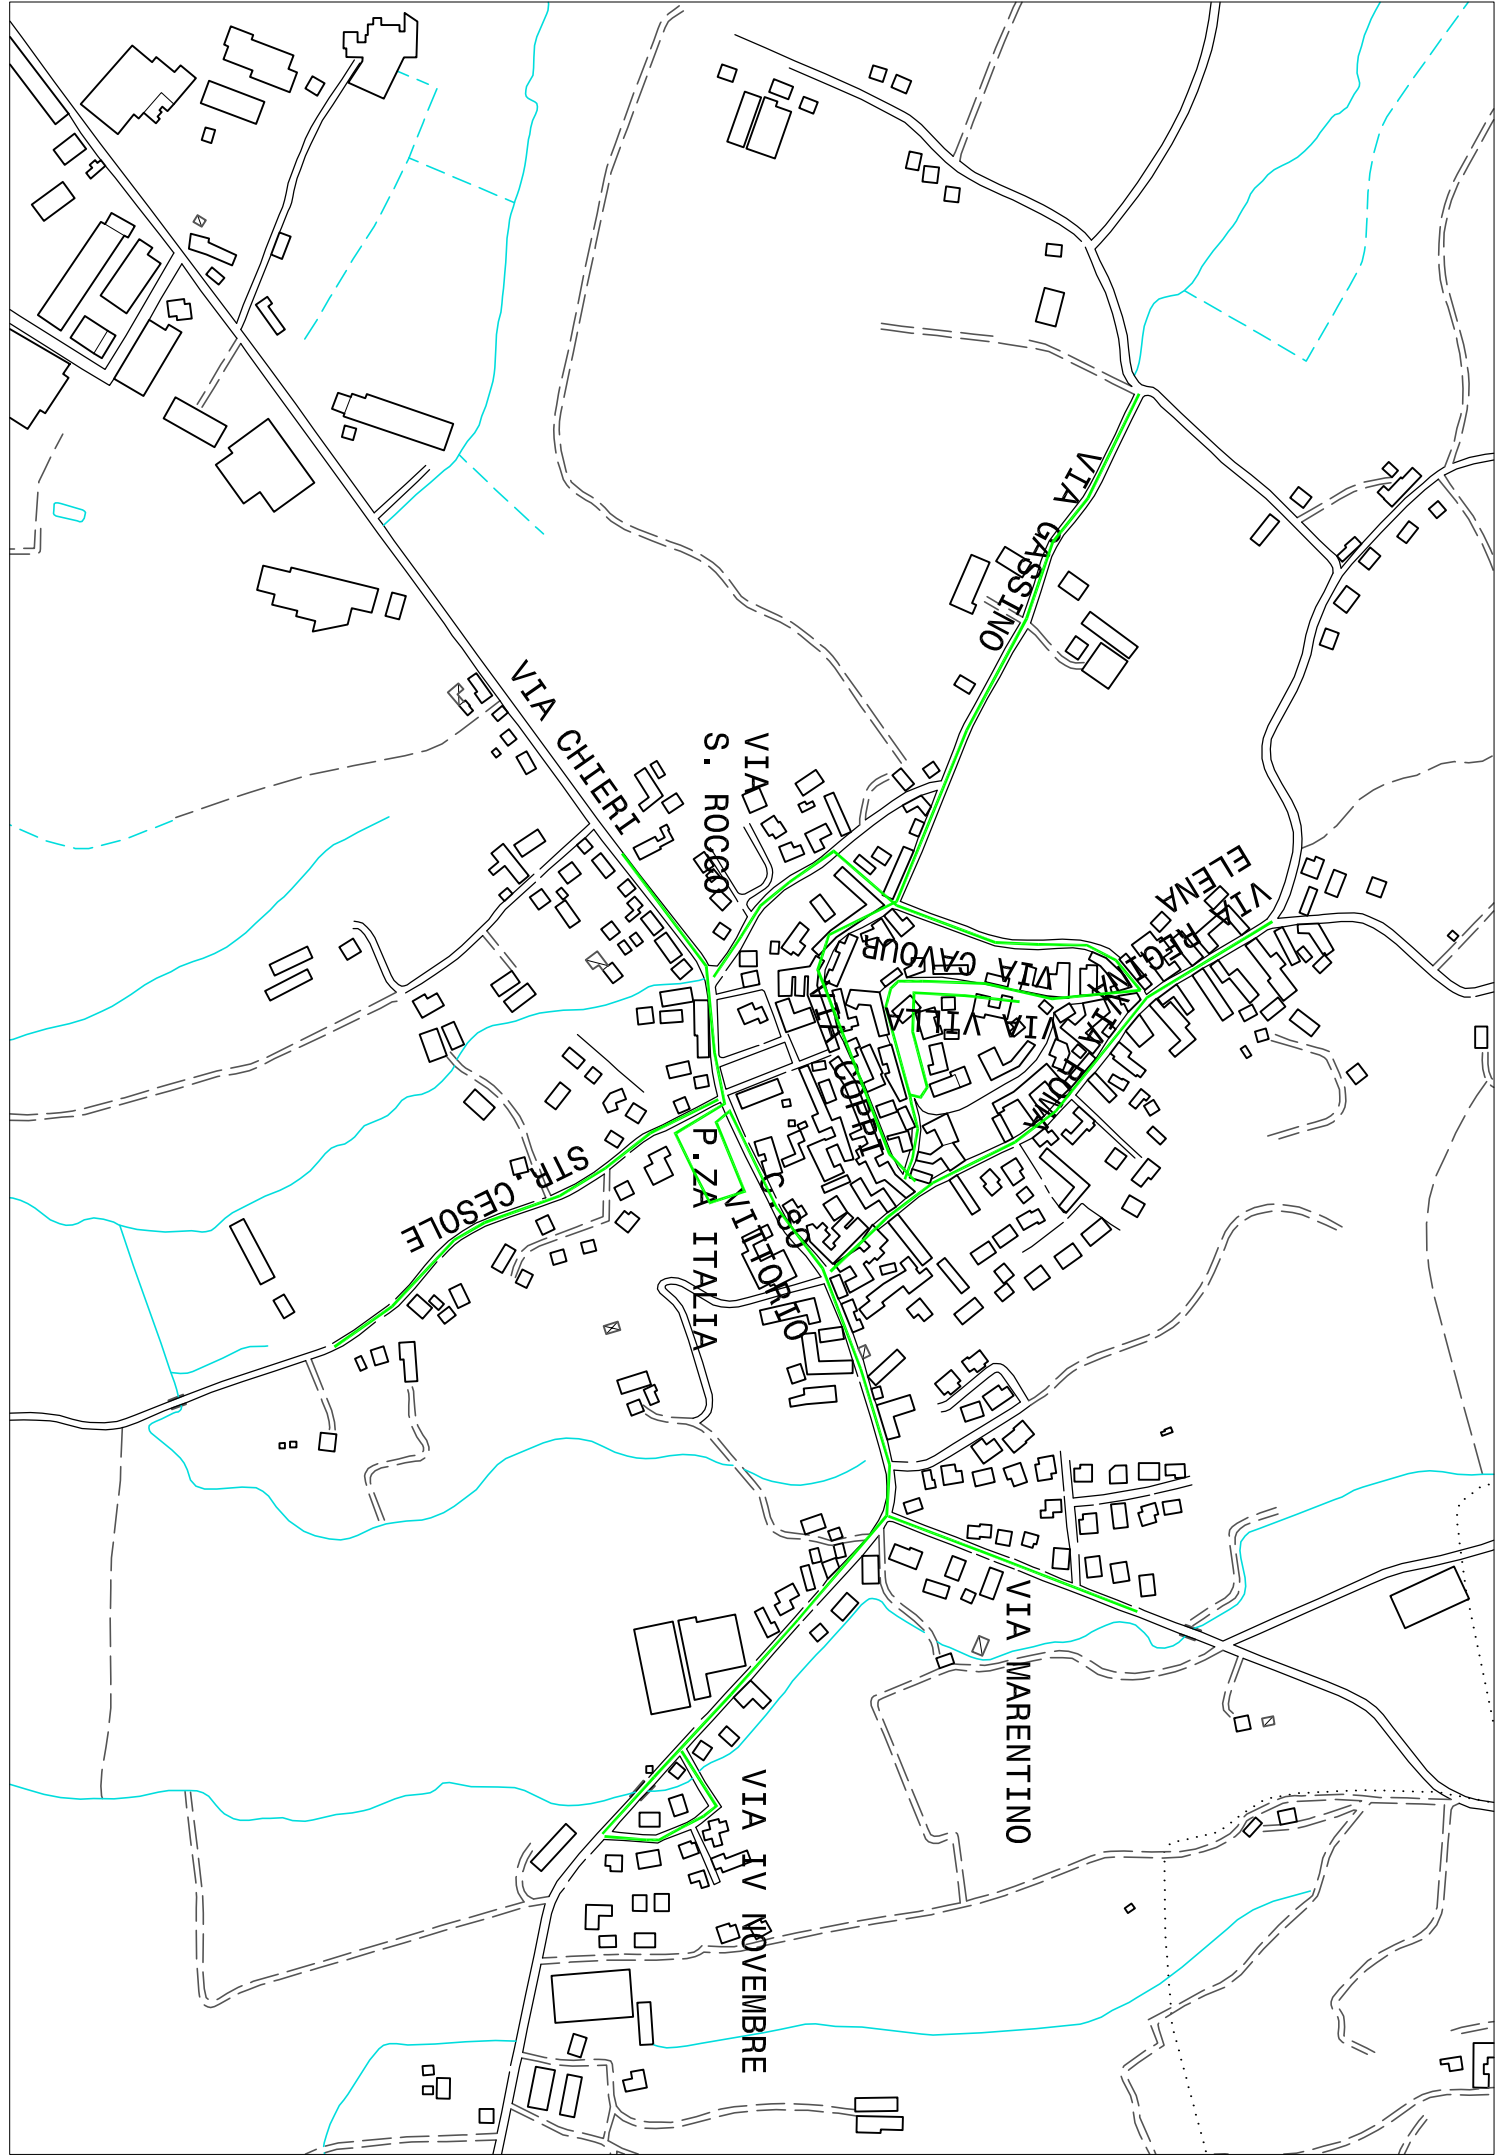 VIA GASSINO
VIA CHIERI
VIA
S. ROCCO
VIA REGINA
ELENA
VIA CAVOUR
VIA VILLA
VIA COPPI
VIA ROMA
STR. CESOLE
P.ZA ITALIA
C.SO
VITTORIO
VIA MARENTINO
VIA IV NOVEMBRE